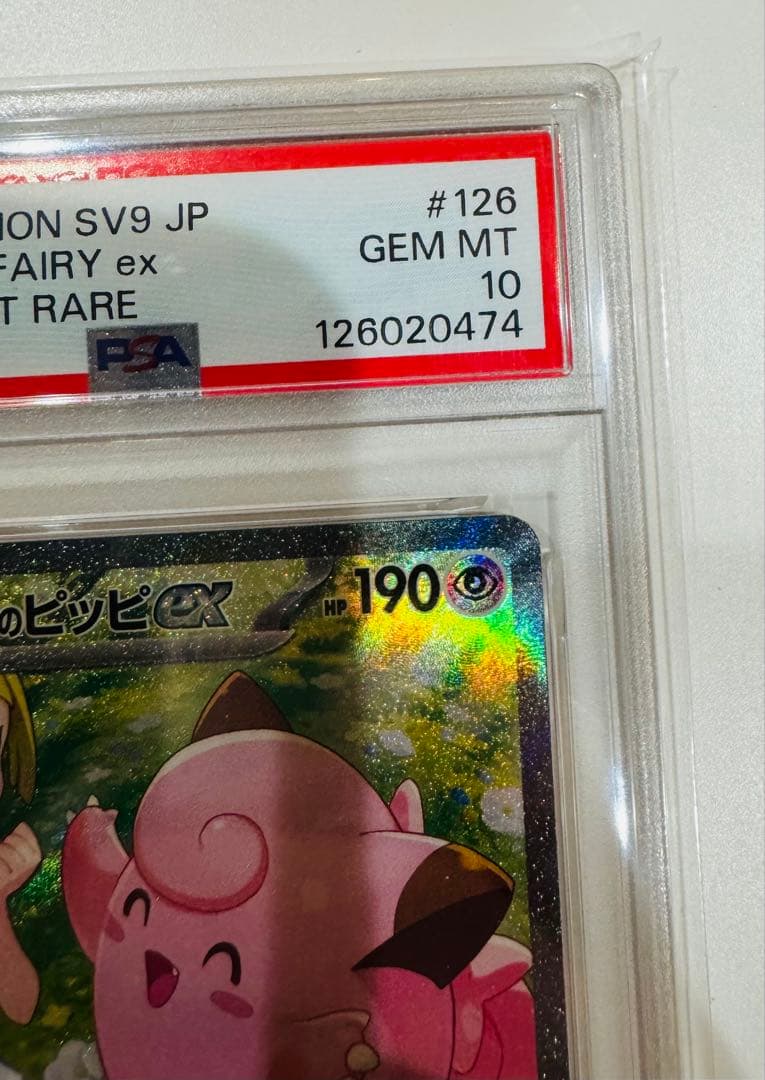 #126
ION SV9 JP
GEM MT
FAIRY ex
10
T RARE
126020474
PSA
のピッピex
HP 190